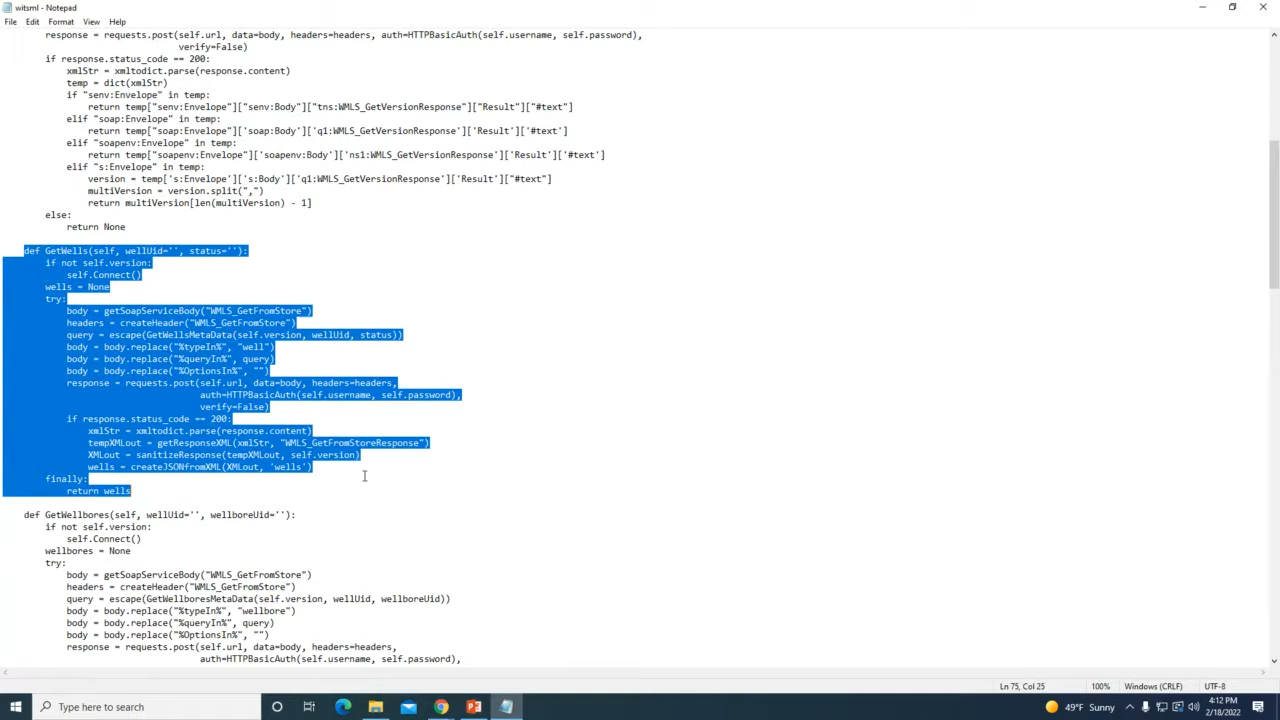 witsml - Notepad
File Edit Format View Help
response = requests.post(self.url, data=body, headers=headers, auth=HTTPBasicAuth(self.username, self.password),
verify=False)
if response.status_code == 200:
xmlStr = xmltodict.parse(response.content)
temp = dict(xmlStr)
if "senv:Envelope" in temp:
return temp["senv:Envelope"]["senv:Body"]["tns:WMLS_GetVersionResponse"]["Result"]["#text"]
elif "soap:Envelope" in temp:
return temp["soap:Envelope"]['soap:Body']['q1:WMLS_GetVersionResponse']['Result']['#text']
elif "soapenv:Envelope" in temp:
return temp["soapenv:Envelope"]['soapenv:Body']['ns1:WMLS_GetVersionResponse']['Result']['#text']
elif "s:Envelope" in temp:
version = temp['s:Envelope']['s:Body']['q1:WMLS_GetVersionResponse']['Result']["#text"]
multiVersion = version.split(",")
return multiVersion[len(multiVersion) - 1]
else:
return None
def GetWells(self, wellUid='', status=''):
if not self.version:
self.Connect()
wells = None
try:
body = getSoapServiceBody("WMLS_GetFromStore")
headers = createHeader("WMLS_GetFromStore")
query = escape(GetWellsMetaData(self.version, wellUid, status))
body = body.replace("%typeIn%", "well")
body = body.replace("%queryIn%", query)
body = body.replace("%OptionsIn%", "")
response = requests.post(self.url, data=body, headers=headers,
auth=HTTPBasicAuth(self.username, self.password),
verify=False)
if response.status_code == 200:
xmlStr = xmltodict.parse(response.content)
tempXMLout = getResponseXML(xmlStr, "WMLS_GetFromStoreResponse")
XMLout = sanitizeResponse(tempXMLout, self.version)
wells = createJSONfromXML(XMLout, 'wells')
finally:
return wells
def GetWellbores(self, wellUid='', wellboreUid=''):
if not self.version:
self.Connect()
wellbores = None
try:
body = getSoapServiceBody("WMLS_GetFromStore")
headers = createHeader("WMLS_GetFromStore")
query = escape(GetWellboresMetaData(self.version, wellUid, wellboreUid))
body = body.replace("%typeIn%", "wellbore")
body = body.replace("%queryIn%", query)
body = body.replace("%OptionsIn%", "")
response = requests.post(self.url, data=body, headers=headers,
auth=HTTPBasicAuth(self.username, self.password),
Ln 75, Col 25 100% Windows (CRLF) UTF-8
Type here to search 49°F Sunny 4:12 PM
2/18/2022